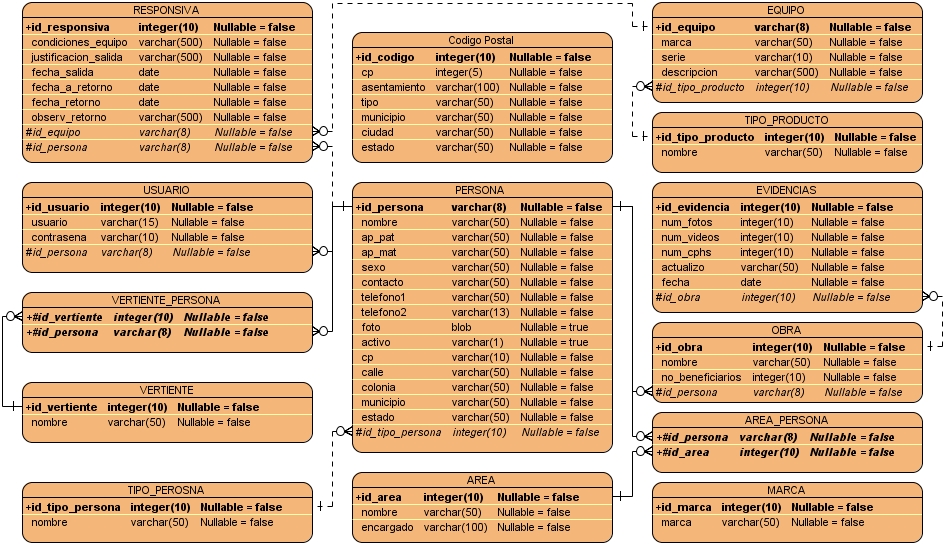 RESPONSIVA
+id_responsiva integer(10) Nullable = false
condiciones_equipo varchar(500) Nullable = false
justificacion_salida varchar(500) Nullable = false
fecha_salida date Nullable = false
fecha_a_retorno date Nullable = false
fecha_retorno date Nullable = false
observ_retorno varchar(500) Nullable = false
#id_equipo varchar(8) Nullable = false
#id_persona varchar(8) Nullable = false
USUARIO
+id_usuario integer(10) Nullable = false
usuario varchar(15) Nullable = false
contrasena varchar(10) Nullable = false
#id_persona varchar(8) Nullable = false
VERTIENTE_PERSONA
+#id_vertiente integer(10) Nullable = false
+#id_persona varchar(8) Nullable = false
VERTIENTE
+id_vertiente integer(10) Nullable = false
nombre varchar(50) Nullable = false
TIPO_PEROSNA
+id_tipo_persona integer(10) Nullable = false
nombre varchar(50) Nullable = false
Codigo Postal
+id_codigo integer(10) Nullable = false
cp integer(5) Nullable = false
asentamiento varchar(100) Nullable = false
tipo varchar(50) Nullable = false
municipio varchar(50) Nullable = false
ciudad varchar(50) Nullable = false
estado varchar(50) Nullable = false
PERSONA
+id_persona varchar(8) Nullable = false
nombre varchar(50) Nullable = false
ap_pat varchar(50) Nullable = false
ap_mat varchar(50) Nullable = false
sexo varchar(50) Nullable = false
contacto varchar(50) Nullable = false
telefono1 varchar(50) Nullable = false
telefono2 varchar(13) Nullable = false
foto blob Nullable = true
activo varchar(1) Nullable = true
cp varchar(10) Nullable = false
calle varchar(50) Nullable = false
colonia varchar(50) Nullable = false
municipio varchar(50) Nullable = false
estado varchar(50) Nullable = false
#id_tipo_persona integer(10) Nullable = false
AREA
+id_area integer(10) Nullable = false
nombre varchar(50) Nullable = false
encargado varchar(100) Nullable = false
EQUIPO
+id_equipo varchar(8) Nullable = false
marca varchar(50) Nullable = false
serie varchar(10) Nullable = false
descripcion varchar(500) Nullable = false
#id_tipo_producto integer(10) Nullable = false
TIPO_PRODUCTO
+id_tipo_producto integer(10) Nullable = false
nombre varchar(50) Nullable = false
EVIDENCIAS
+id_evidencia integer(10) Nullable = false
num_fotos integer(10) Nullable = false
num_videos integer(10) Nullable = false
num_cphs integer(10) Nullable = false
actualizo varchar(50) Nullable = false
fecha date Nullable = false
#id_obra integer(10) Nullable = false
OBRA
+id_obra integer(10) Nullable = false
nombre varchar(50) Nullable = false
no_beneficiarios integer(10) Nullable = false
#id_persona varchar(8) Nullable = false
AREA_PERSONA
+#id_persona varchar(8) Nullable = false
+#id_area integer(10) Nullable = false
MARCA
+id_marca integer(10) Nullable = false
marca varchar(50) Nullable = false